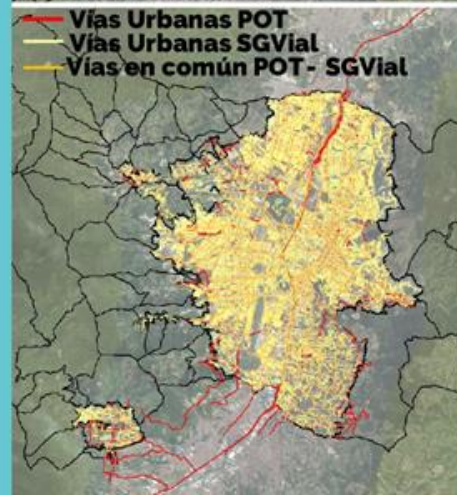 Vías Urbanas POT
Vías Urbanas SGVial
Vías en común POT- SGVial